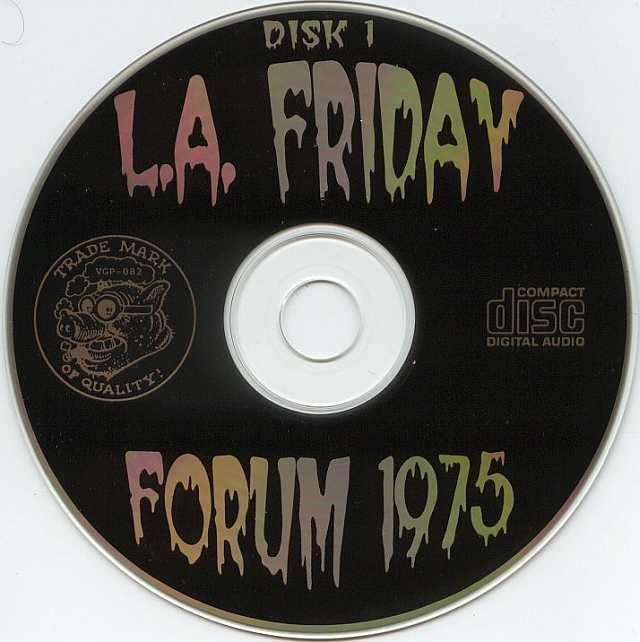 DISK 1
L.A. FRIDAY
TRADE MARK
VGP-082
OF QUALITY!
COMPACT
disc
DIGITAL AUDIO
FORUM 1975